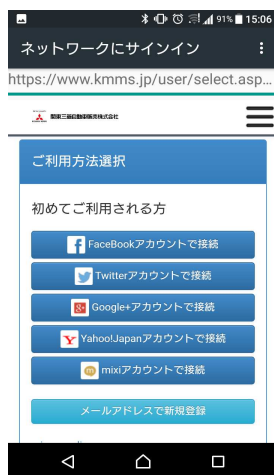 91% 15:06
ネットワークにサインイン
https://www.kmms.jp/user/select.asp...
関東三菱自動車販売株式会社
ご利用方法選択
初めてご利用される方
FaceBookアカウントで接続
Twitterアカウントで接続
Google+アカウントで接続
Yahoo!Japanアカウントで接続
mixiアカウントで接続
メールアドレスで新規登録